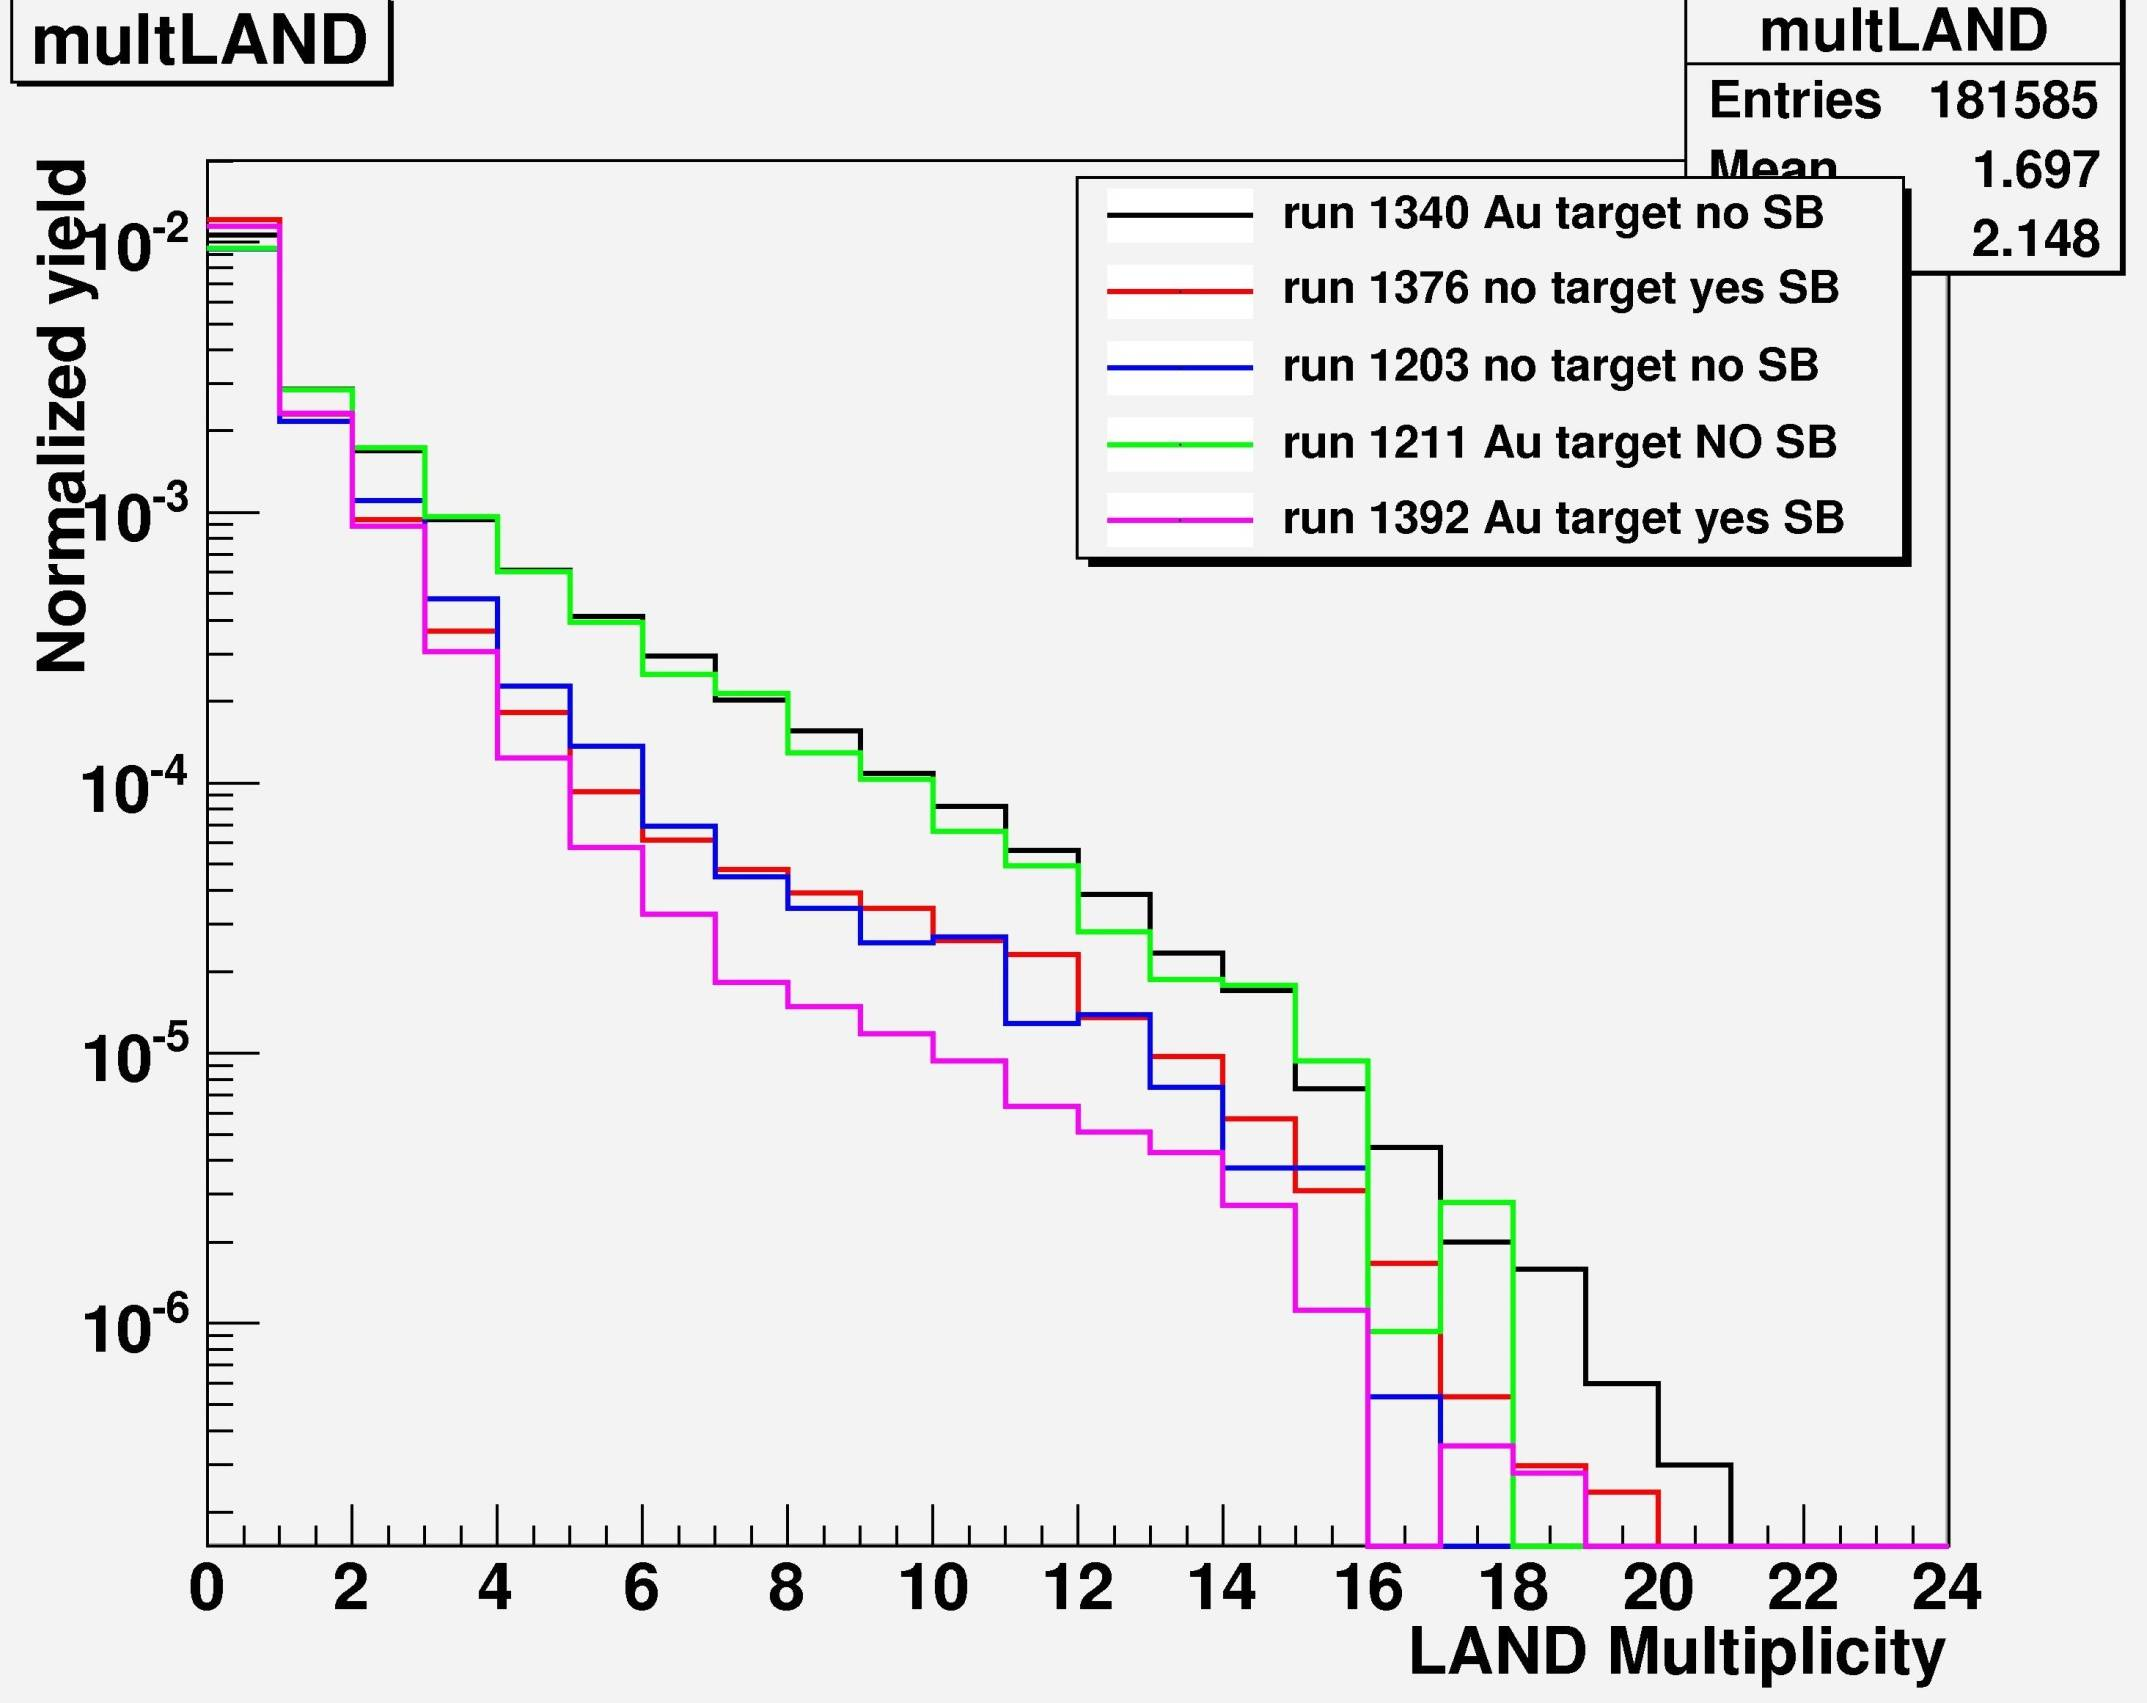 multLAND
multLAND
Entries 181585
Mean 1.697
2.148
run 1340 Au target no SB
run 1376 no target yes SB
run 1203 no target no SB
run 1211 Au target NO SB
run 1392 Au target yes SB
Normalized yield
10-2
10-3
10-4
10-5
10-6
0 2 4 6 8 10 12 14 16 18 20 22 24
LAND Multiplicity